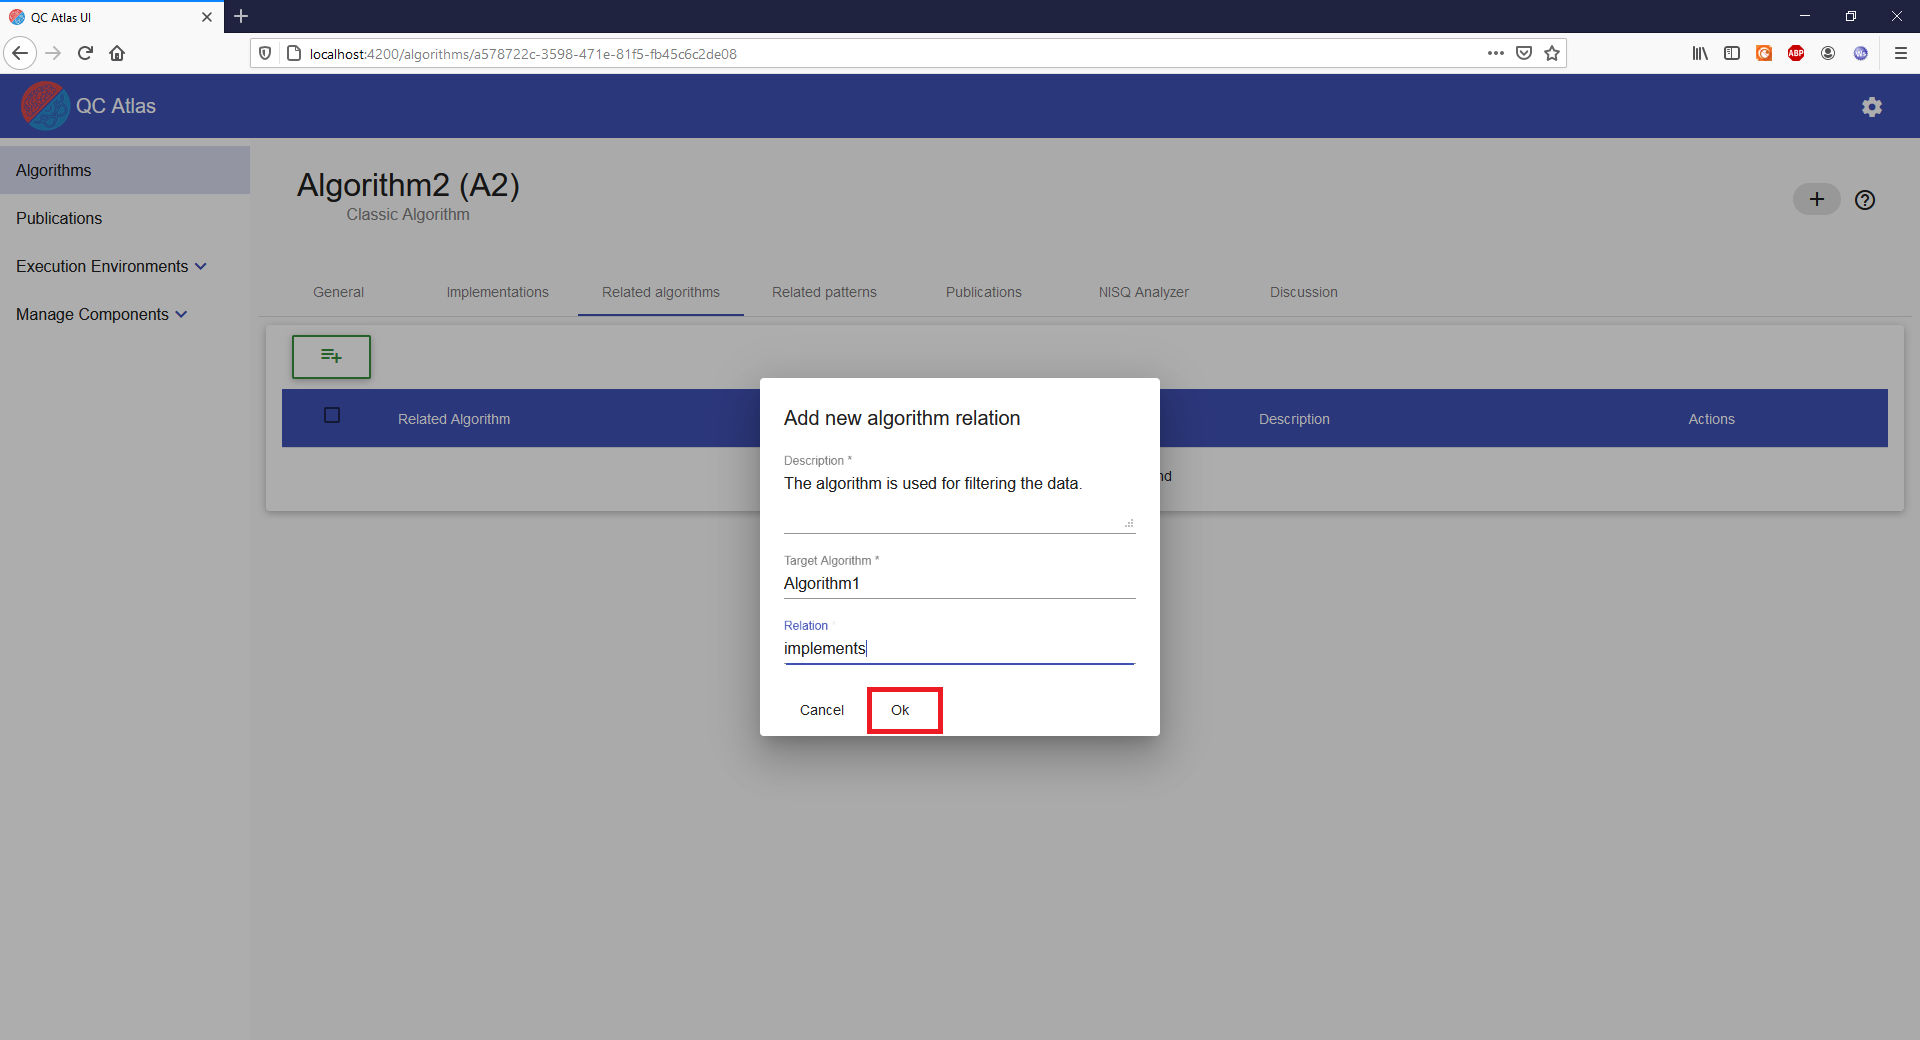 QC Atlas UI
localhost:4200/algorithms/a578722c-3598-471e-81f5-fb45c6c2de08
ABP
QC Atlas
Algorithms
Publications
Execution Environments
Manage Components
Algorithm2 (A2)
Classic Algorithm
General
Implementations
Related algorithms
Related patterns
Publications
NISQ Analyzer
Discussion
Related Algorithm
Description
Actions
nd
Add new algorithm relation
Description *
The algorithm is used for filtering the data.
Target Algorithm *
Algorithm1
Relation
implements
Cancel
Ok